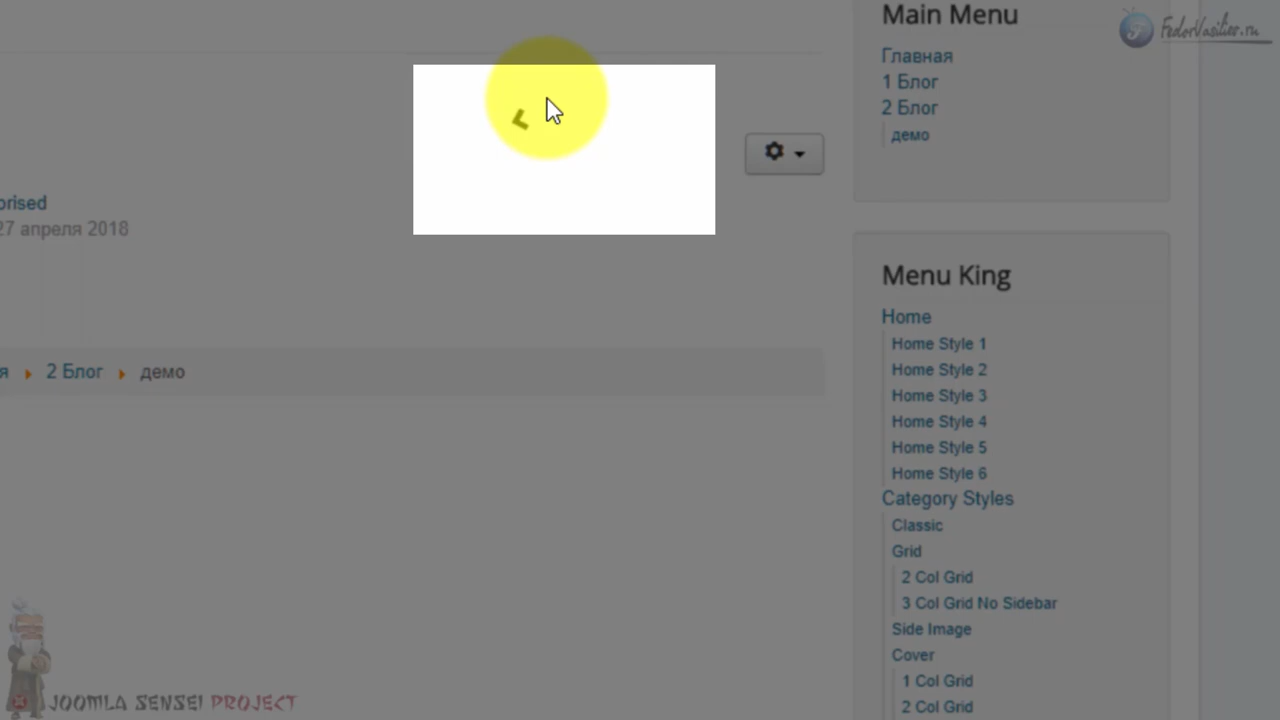 Main Menu
FedorVasiliev.ru
Главная
1 Блог
2 Блог
демо
orised
27 апреля 2018
я
2 Блог
демо
Menu King
Home
Home Style 1
Home Style 2
Home Style 3
Home Style 4
Home Style 5
Home Style 6
Category Styles
Classic
Grid
2 Col Grid
3 Col Grid No Sidebar
Side Image
Cover
1 Col Grid
2 Col Grid
JOOMLA SENSEI PROJECT